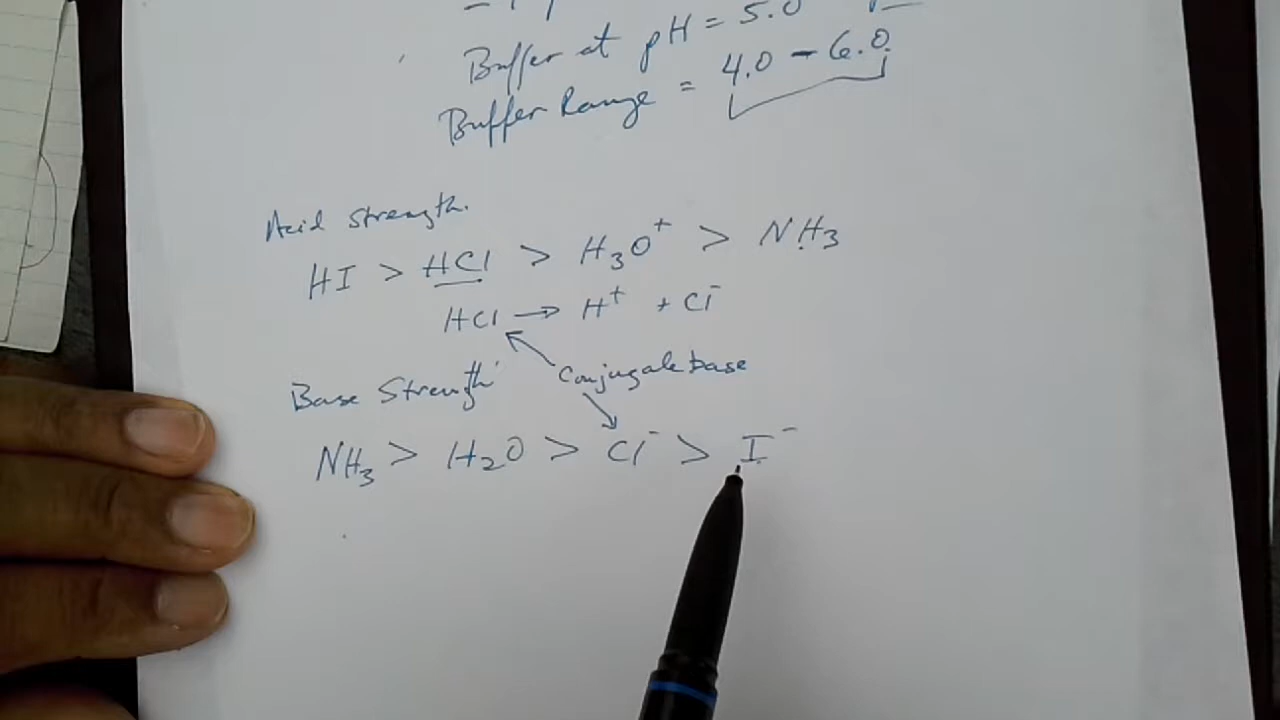 Buffer at pH = 5.0
Buffer Range = 4.0 - 6.0
Acid Strength.
HI > HCl > H₃O⁺ > NH₃
HCl → H⁺ + Cl⁻
Conjugate base
Base Strength
NH₃ > H₂O > Cl⁻ > I⁻